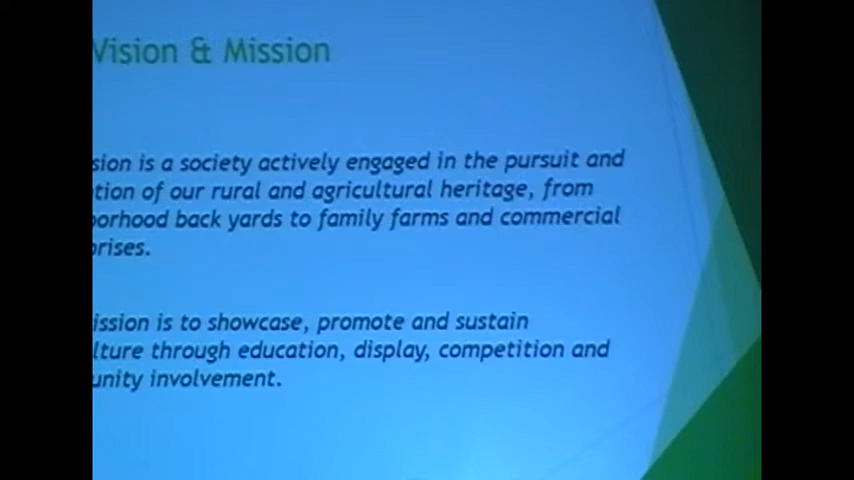 Vision & Mission
sion is a society actively engaged in the pursuit and
tion of our rural and agricultural heritage, from
borhood back yards to family farms and commercial
prises.
ission is to showcase, promote and sustain
lture through education, display, competition and
unity involvement.